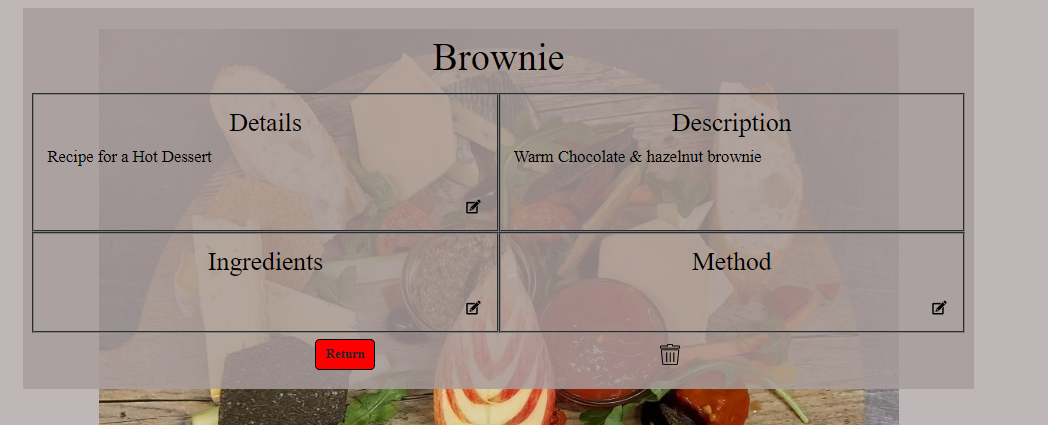 Brownie
Details
Recipe for a Hot Dessert
Description
Warm Chocolate & hazelnut brownie
Ingredients
Method
Return